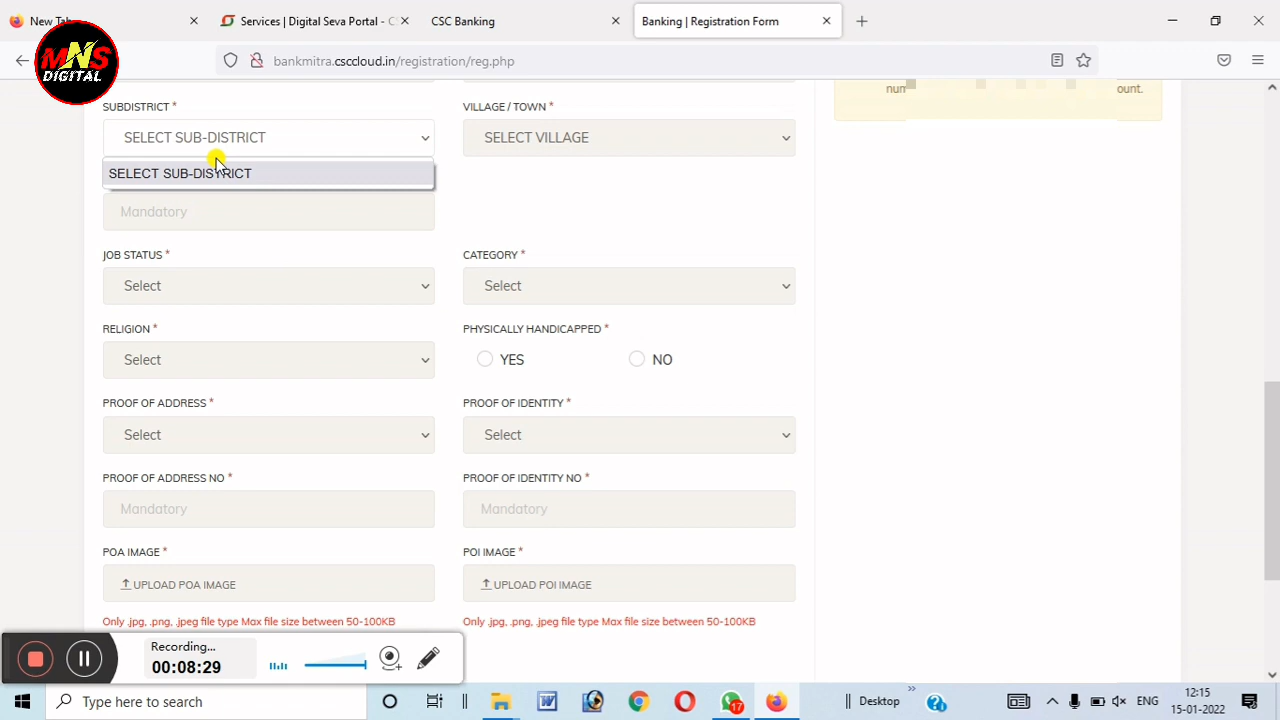 New Ta
Services | Digital Seva Portal - C
CSC Banking
Banking | Registration Form
MNS
DIGITAL
bankmitra.csccloud.in/registration/reg.php
SUBDISTRICT *
VILLAGE / TOWN *
SELECT SUB-DISTRICT
SELECT VILLAGE
SELECT SUB-DISTRICT
Mandatory
JOB STATUS *
CATEGORY *
Select
Select
RELIGION *
PHYSICALLY HANDICAPPED *
Select
YES
NO
PROOF OF ADDRESS *
PROOF OF IDENTITY *
Select
Select
PROOF OF ADDRESS NO *
PROOF OF IDENTITY NO *
Mandatory
Mandatory
POA IMAGE *
POI IMAGE *
UPLOAD POA IMAGE
UPLOAD POI IMAGE
Only .jpg, .png, .jpeg file type Max file size between 50-100KB
Only .jpg, .png, .jpeg file type Max file size between 50-100KB
Recording...
00:08:29
Type here to search
17
Desktop
ENG
12:15
15-01-2022